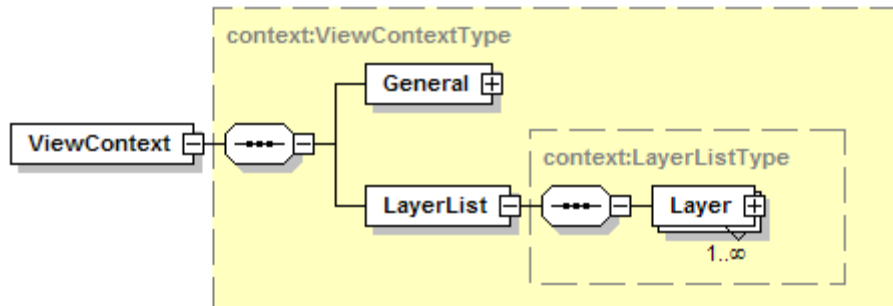 context:ViewContextType
General
ViewContext
context:LayerListType
LayerList
Layer
1..∞